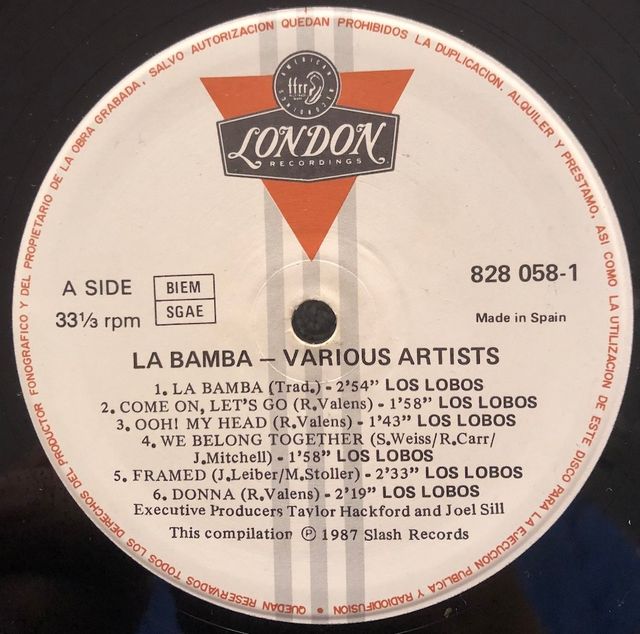 QUEDAN RESERVADOS TODOS LOS DERECHOS DEL PRODUCTOR FONOGRAFICO Y DEL PROPIETARIO DE LA OBRA GRABADA, SALVO AUTORIZACION QUEDAN PROHIBIDOS LA DUPLICACION, ALQUILER Y PRESTAMO, ASI COMO LA UTILIZACION DE ESTE DISCO PARA LA EJECUCION PUBLICA Y RADIODIFUSION •
AMERICAN RECORDINGS
ffrr
LONDON
RECORDINGS
A SIDE
BIEM
SGAE
828 058-1
33⅓ rpm
Made in Spain
LA BAMBA – VARIOUS ARTISTS
1. LA BAMBA (Trad.) - 2'54" LOS LOBOS
2. COME ON, LET'S GO (R.Valens) - 1'58" LOS LOBOS
3. OOH! MY HEAD (R.Valens) - 1'43" LOS LOBOS
4. WE BELONG TOGETHER (S.Weiss/R.Carr/
J.Mitchell) - 1'58" LOS LOBOS
5. FRAMED (J.Leiber/M.Stoller) - 2'33" LOS LOBOS
6. DONNA (R.Valens) - 2'19" LOS LOBOS
Executive Producers Taylor Hackford and Joel Sill
This compilation ℗ 1987 Slash Records